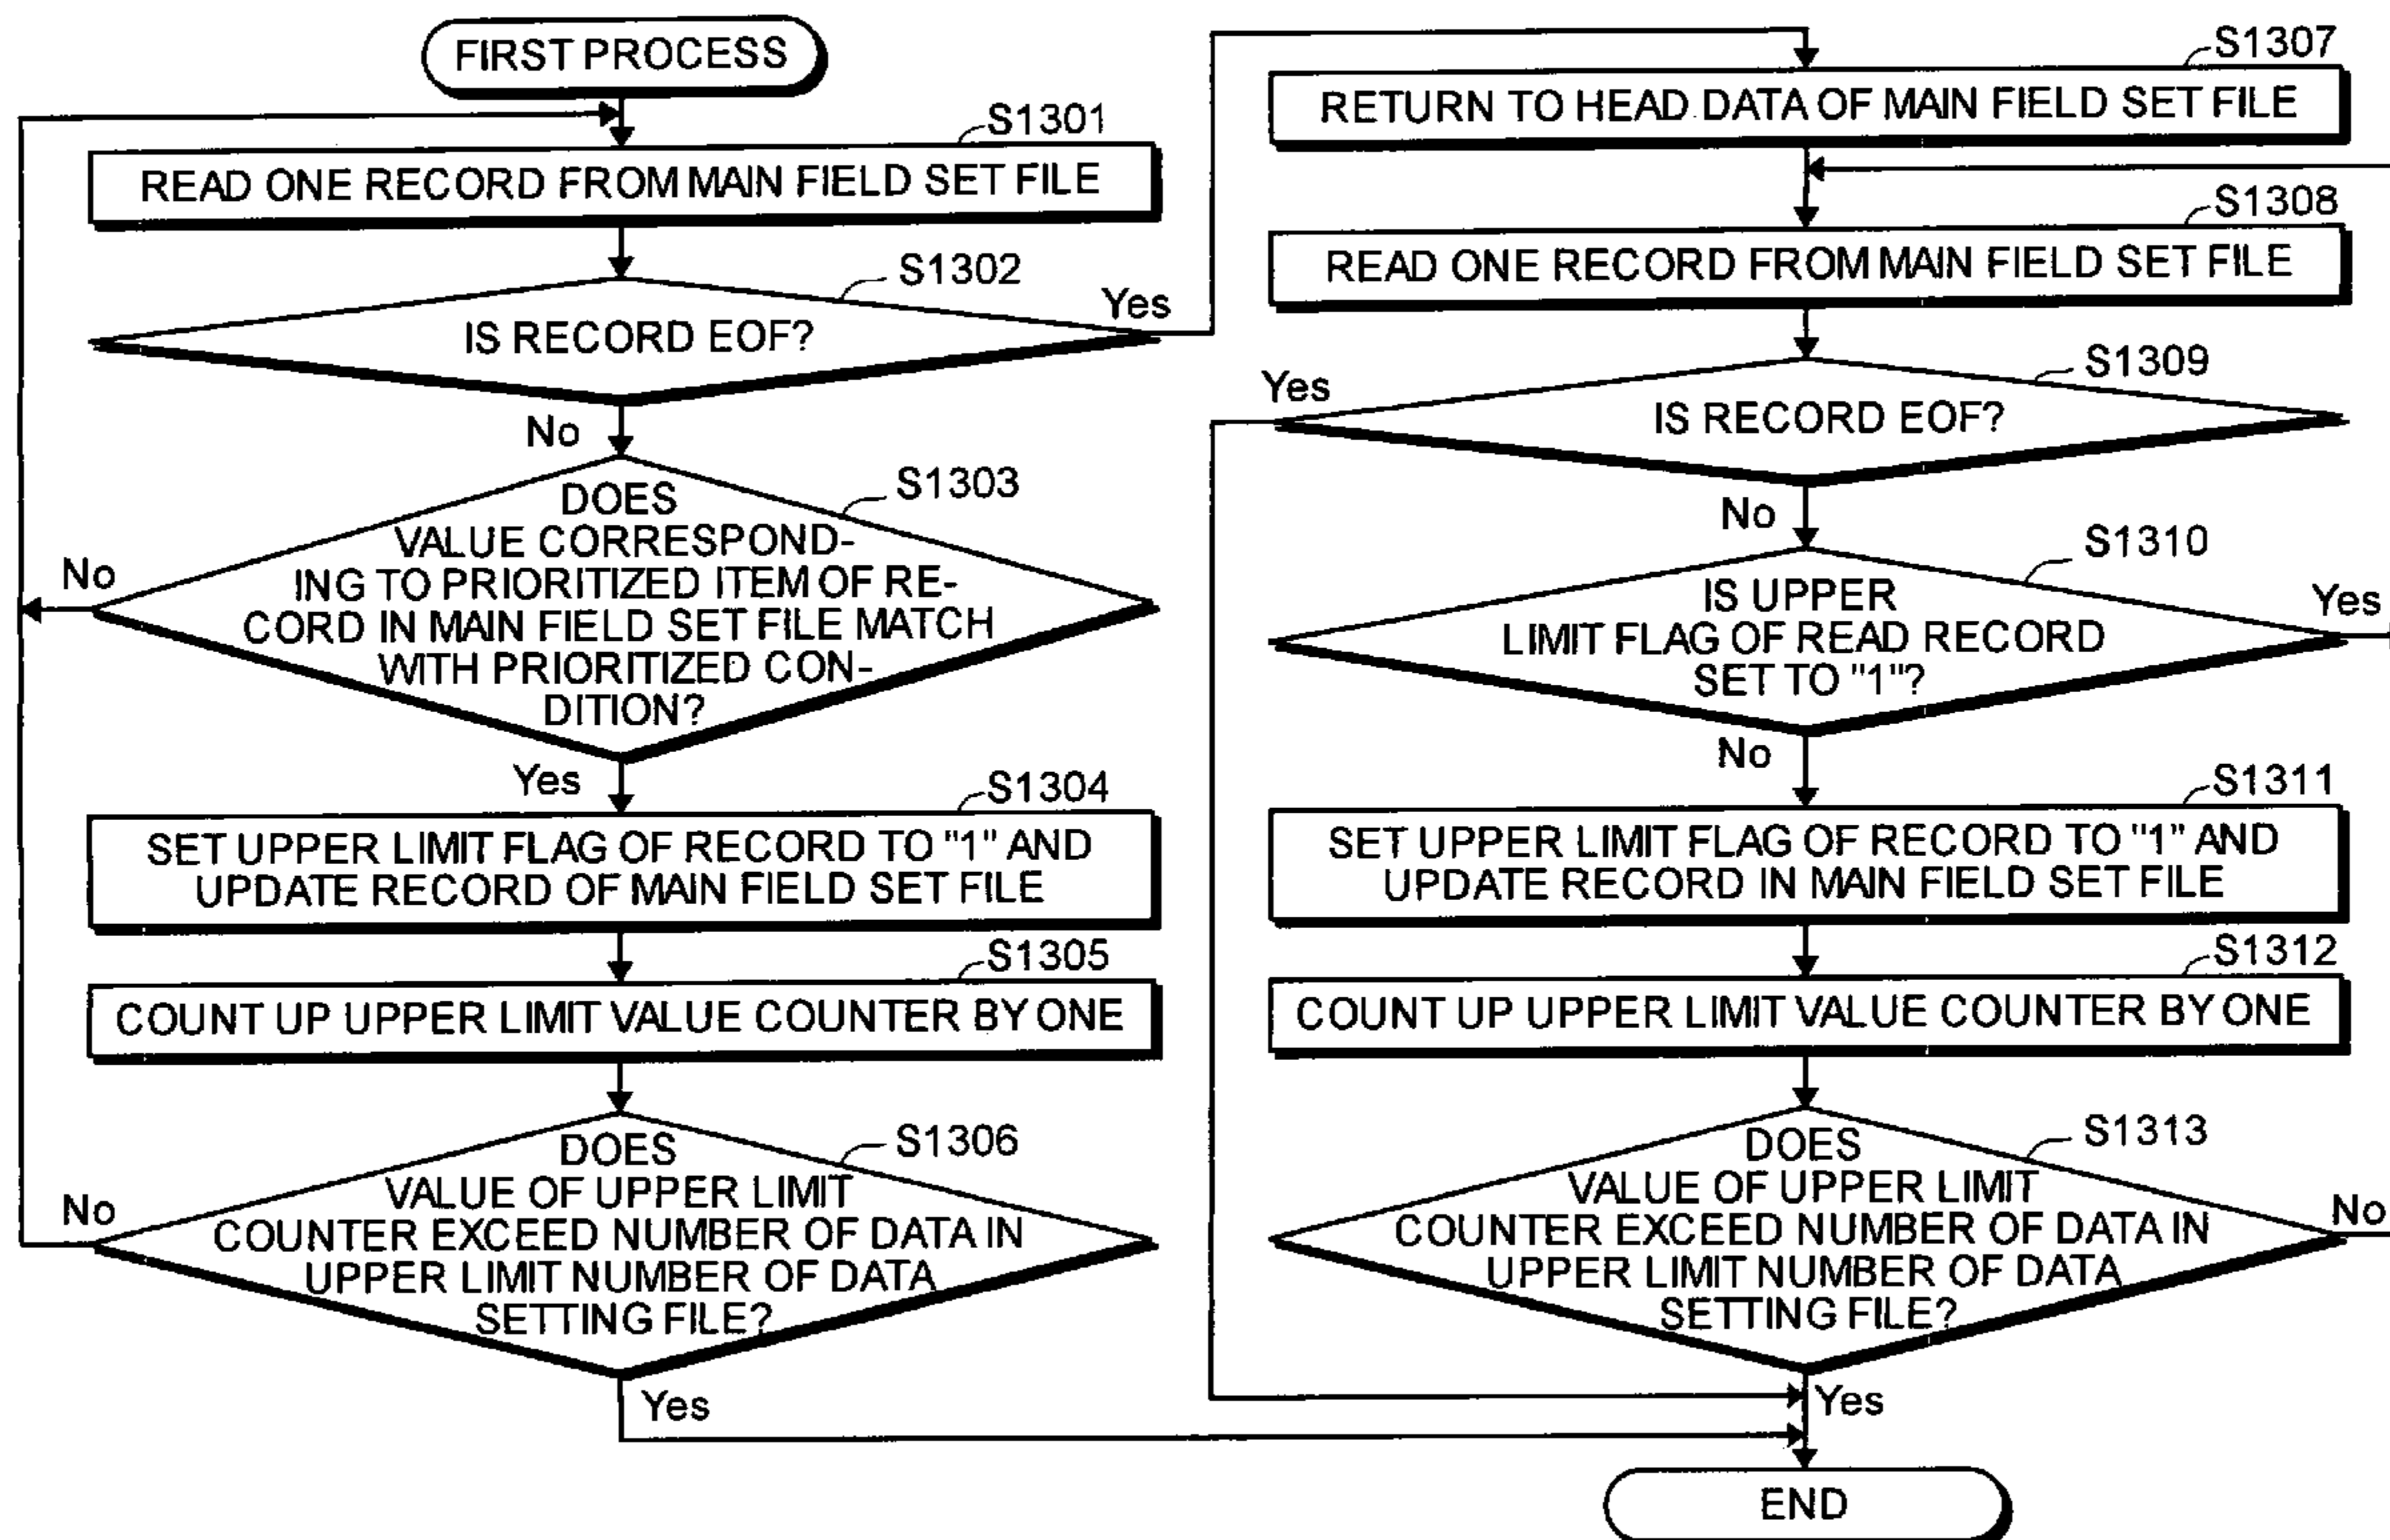 FIRST PROCESS
S1301
READ ONE RECORD FROM MAIN FIELD SET FILE
S1302
IS RECORD EOF?
Yes
No
S1303
DOES
VALUE CORRESPOND-
ING TO PRIORITIZED ITEM OF RE-
CORD IN MAIN FIELD SET FILE MATCH
WITH PRIORITIZED CON-
DITION?
No
Yes
S1304
SET UPPER LIMIT FLAG OF RECORD TO "1" AND
UPDATE RECORD OF MAIN FIELD SET FILE
S1305
COUNT UP UPPER LIMIT VALUE COUNTER BY ONE
S1306
DOES
VALUE OF UPPER LIMIT
COUNTER EXCEED NUMBER OF DATA IN
UPPER LIMIT NUMBER OF DATA
SETTING FILE?
No
Yes
S1307
RETURN TO HEAD DATA OF MAIN FIELD SET FILE
S1308
READ ONE RECORD FROM MAIN FIELD SET FILE
S1309
IS RECORD EOF?
Yes
No
S1310
IS UPPER
LIMIT FLAG OF READ RECORD
SET TO "1"?
Yes
No
S1311
SET UPPER LIMIT FLAG OF RECORD TO "1" AND
UPDATE RECORD IN MAIN FIELD SET FILE
S1312
COUNT UP UPPER LIMIT VALUE COUNTER BY ONE
S1313
DOES
VALUE OF UPPER LIMIT
COUNTER EXCEED NUMBER OF DATA IN
UPPER LIMIT NUMBER OF DATA
SETTING FILE?
No
Yes
END